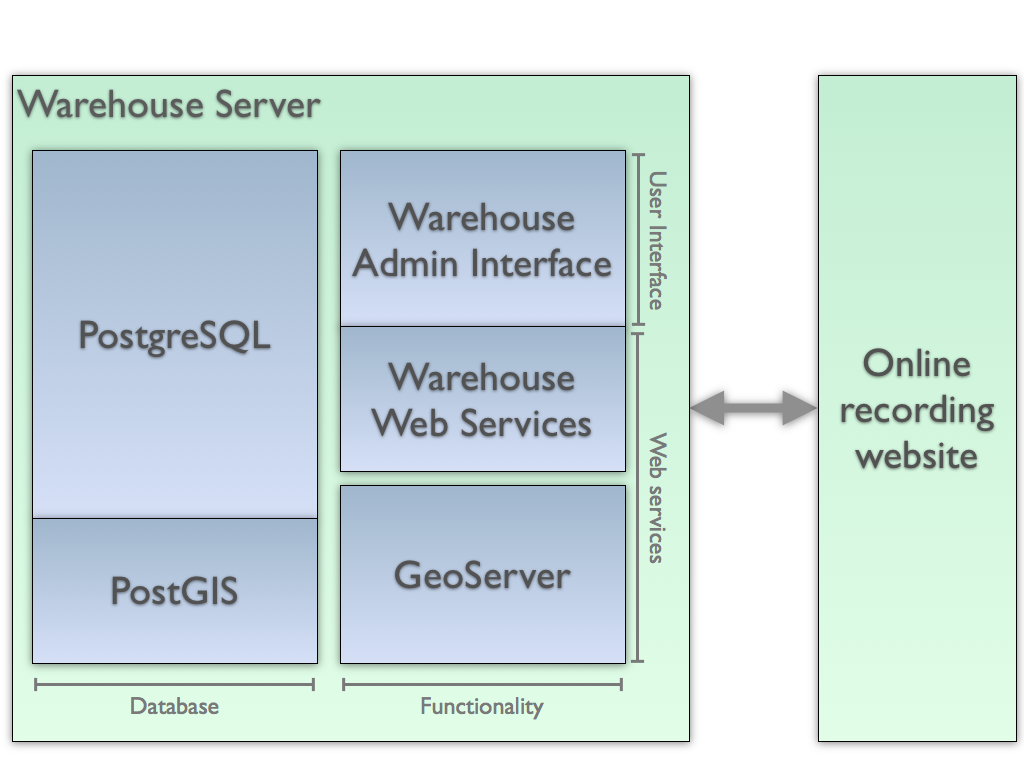 Warehouse Server
PostgreSQL
PostGIS
Database
Warehouse
Admin Interface
Warehouse
Web Services
GeoServer
Functionality
User Interface
Web services
Online
recording
website